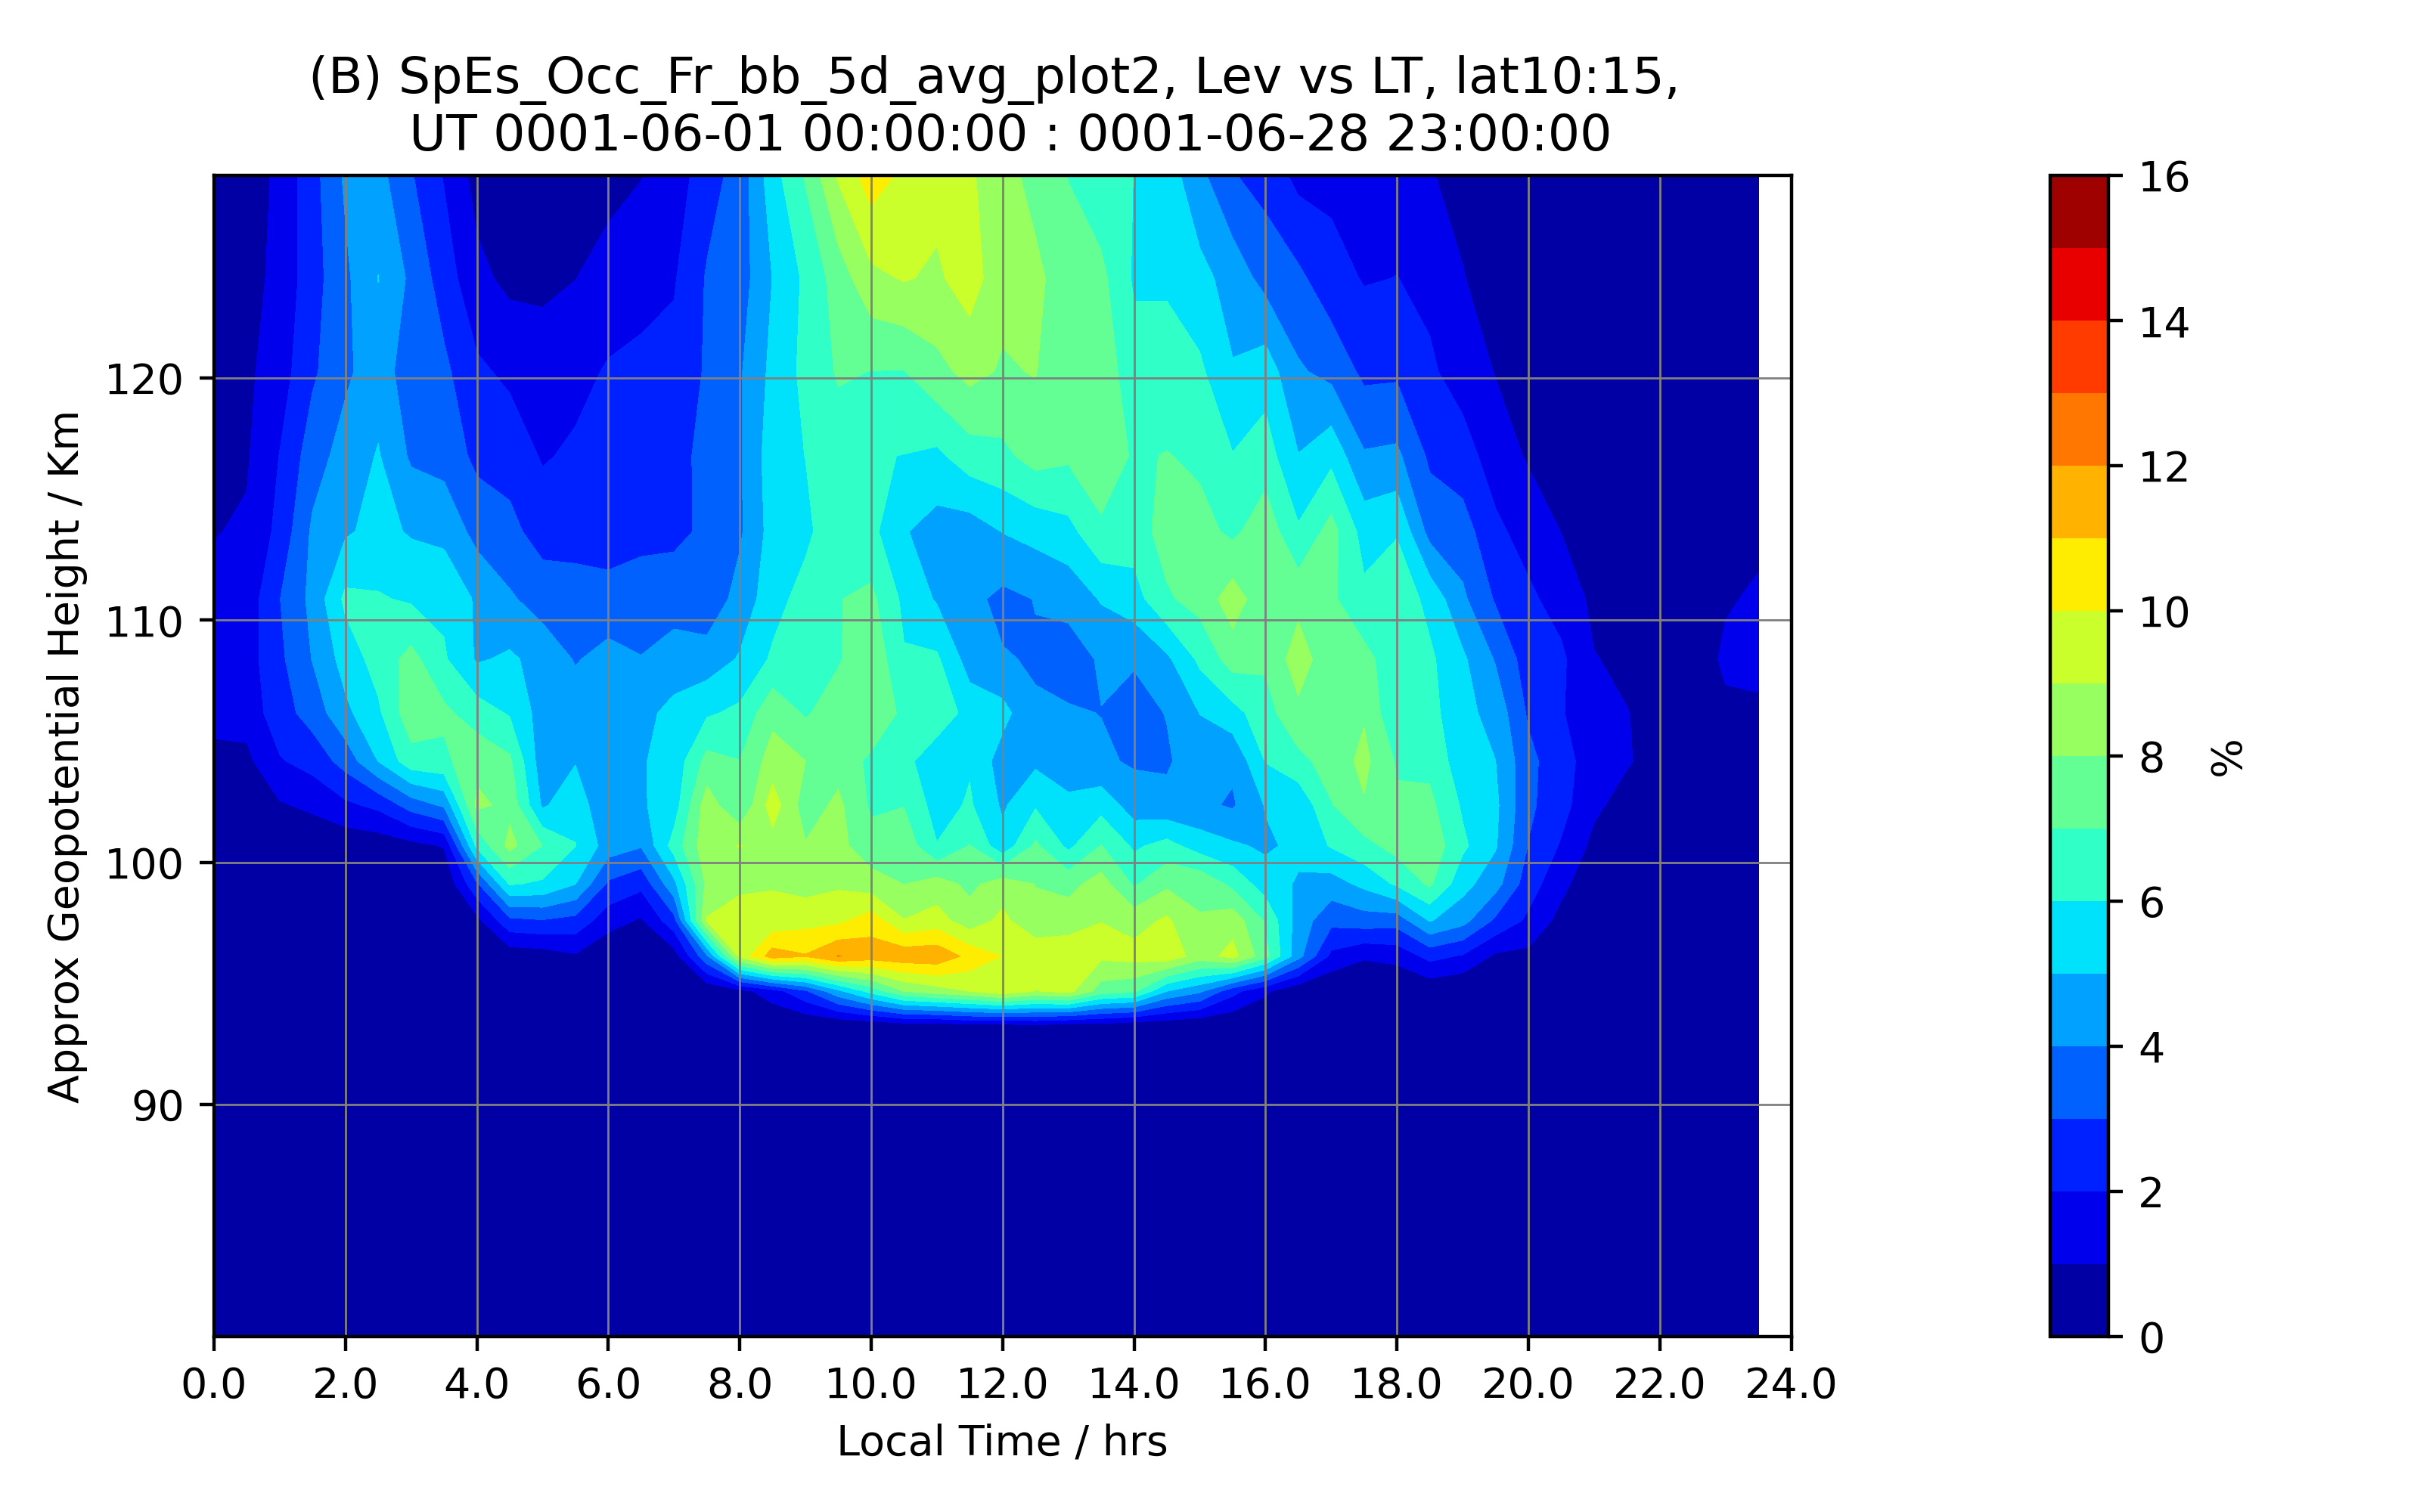 (B) SpEs_Occ_Fr_bb_5d_avg_plot2, Lev vs LT, lat10:15,
UT 0001-06-01 00:00:00 : 0001-06-28 23:00:00
Approx Geopotential Height / Km
120
110
100
90
0.0 2.0 4.0 6.0 8.0 10.0 12.0 14.0 16.0 18.0 20.0 22.0 24.0
Local Time / hrs
16
14
12
10
8
6
4
2
0
%